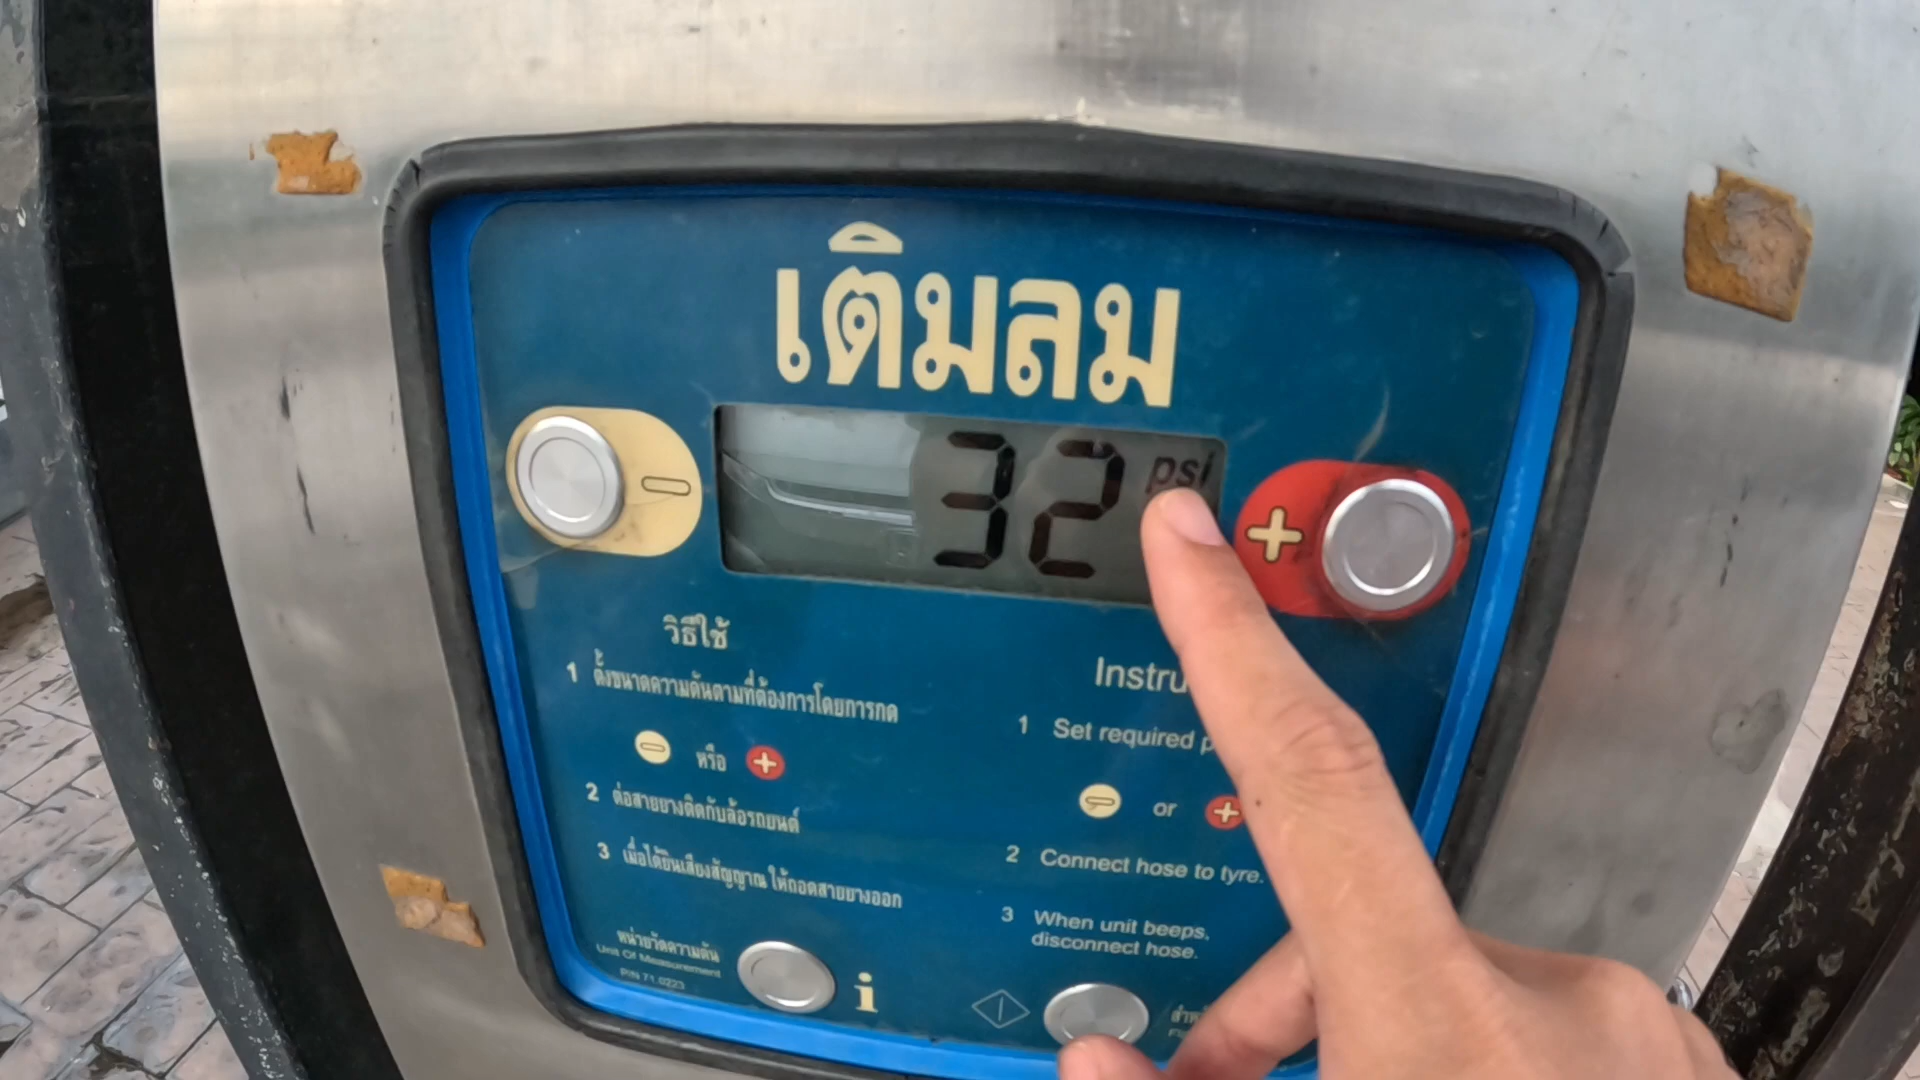 เติมลม
32 psi
วิธีใช้
1 ตั้งขนาดความดันตามที่ต้องการโดยการกด
หรือ
2 ต่อสายยางติดกับล้อรถยนต์
3 เมื่อได้ยินเสียงสัญญาณ ให้ถอดสายยางออก
หน่วยวัดความดัน
Unit Of Measurement
P/N 71.0223
i
Instru
1 Set required p
or
2 Connect hose to tyre.
3 When unit beeps,
disconnect hose.